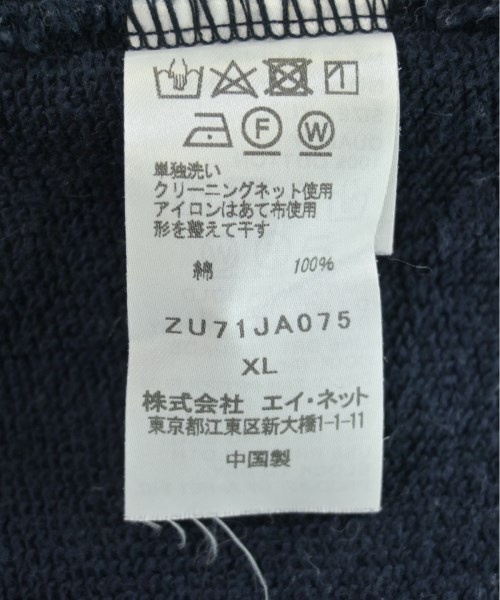 F W
単独洗い
クリーニングネット使用
アイロンはあて布使用
形を整えて干す
綿 100%
ZU71JA075
XL
株式会社 エイ・ネット
東京都江東区新大橋1-1-11
中国製